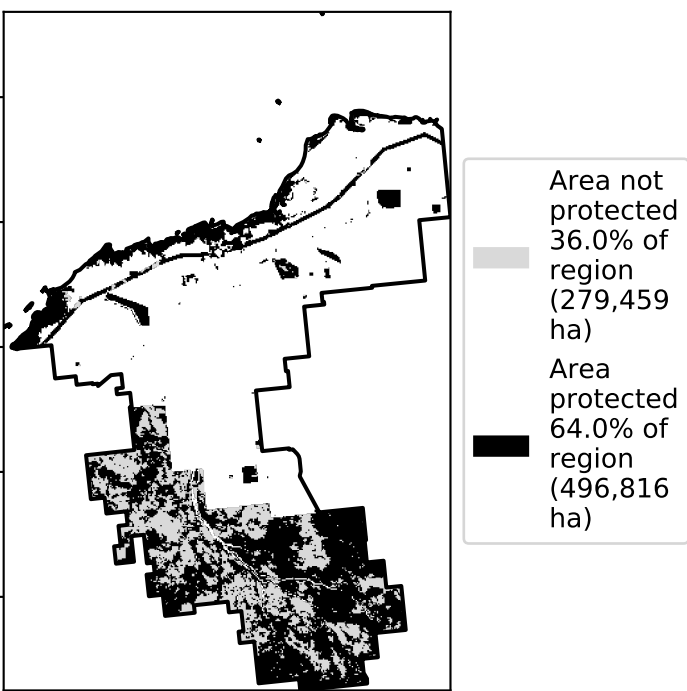 Area not
protected
36.0% of
region
(279,459
ha)
Area
protected
64.0% of
region
(496,816
ha)